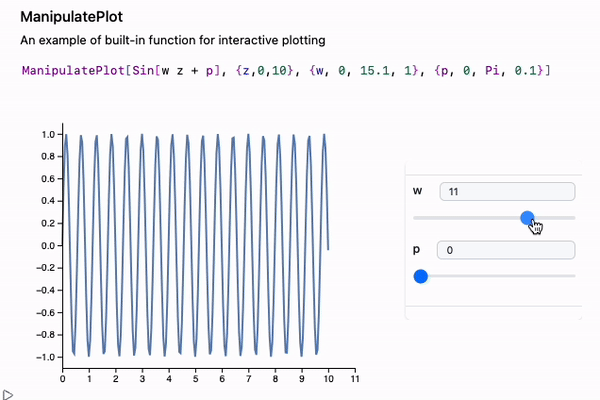 ManipulatePlot
An example of built-in function for interactive plotting
ManipulatePlot[Sin[w z + p], {z,0,10}, {w, 0, 15.1, 1}, {p, 0, Pi, 0.1}]
1.0
0.8
0.6
0.4
0.2
0.0
−0.2
−0.4
−0.6
−0.8
−1.0
0 1 2 3 4 5 6 7 8 9 10 11
w 11
p 0